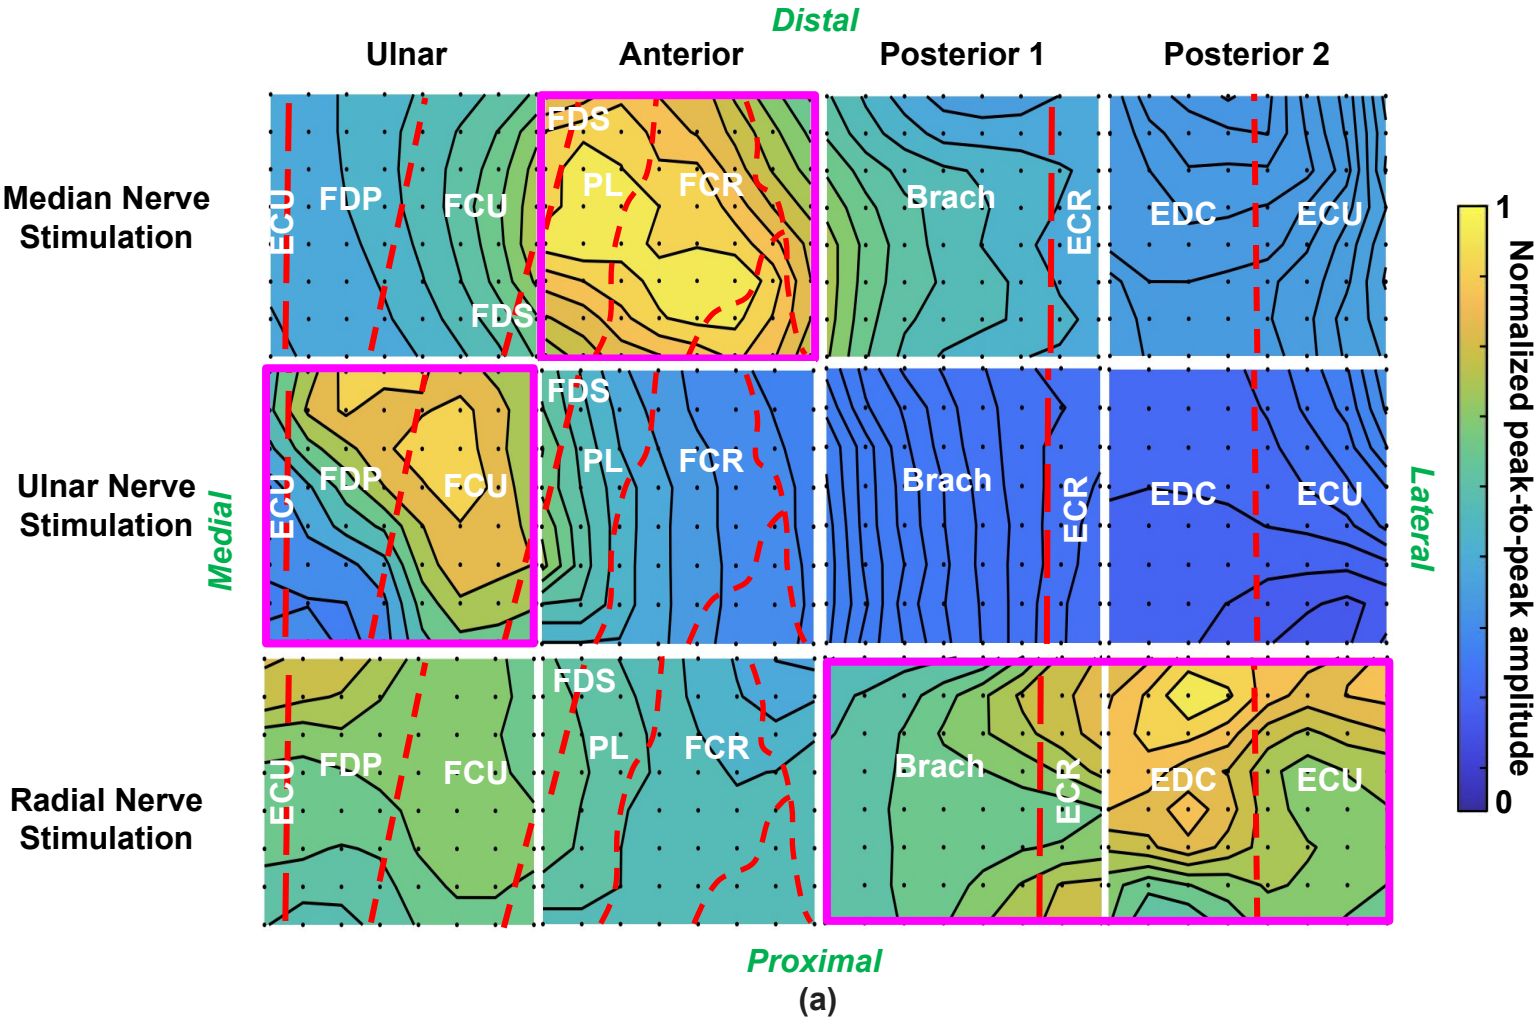 Distal
Ulnar
Anterior
Posterior 1
Posterior 2
Median Nerve
Stimulation
ECU
FDP
FCU
FDS
FDS
PL
FCR
Brach
ECR
EDC
ECU
Ulnar Nerve
Stimulation
Medial
ECU
FDP
FCU
FDS
PL
FCR
Brach
ECR
EDC
ECU
Lateral
Radial Nerve
Stimulation
ECU
FDP
FCU
FDS
PL
FCR
Brach
ECR
EDC
ECU
1
Normalized peak-to-peak amplitude
0
Proximal
(a)